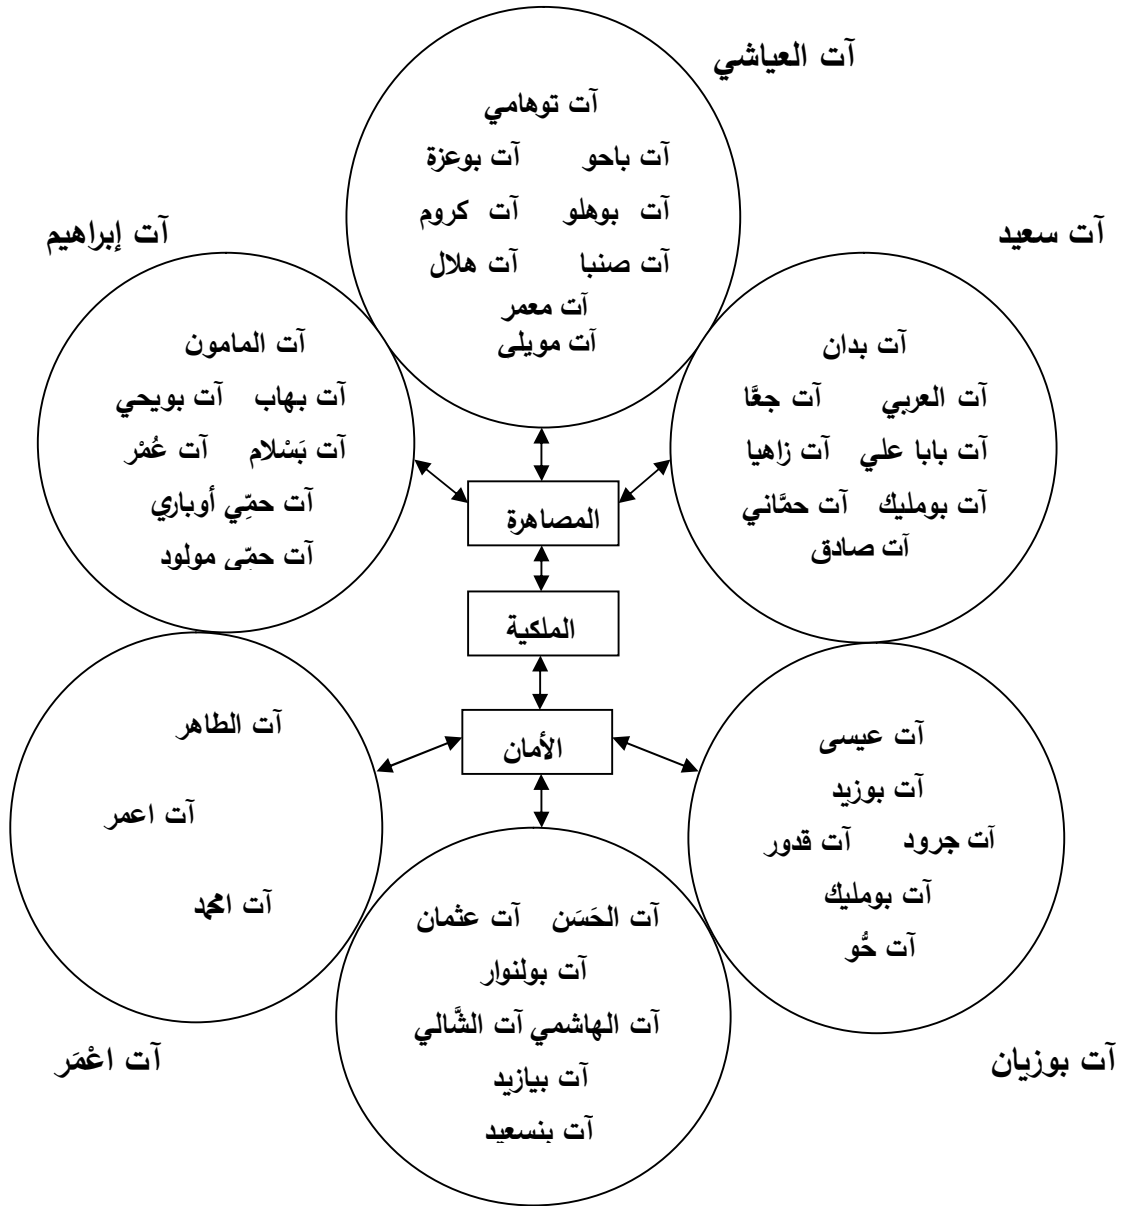 آت العياشي
آت توهامي
آت باحو آت بوعزة
آت بوهلو آت كروم
آت صنبا آت هلال
آت معمر
آت مويلى
آت سعيد
آت بدان
آت العربي آت جعَّا
آت بابا علي آت زاهيا
آت بومليك آت حمَّاني
آت صادق
آت إبراهيم
آت المامون
آت بهاب آت بويحي
آت بَسْلام آت عُمْر
آت حمِّي أوباري
آت حمِّي مولود
المصاهرة
الملكية
الأمان
آت عيسى
آت بوزيد
آت جرود آت قدور
آت بومليك
آت حُّو
آت بوزيان
آت الطاهر
آت اعمر
آت امحمد
آت اعْمَر
آت الحَسَن آت عثمان
آت بولنوار
آت الهاشمي آت الشَّالي
آت بيازيد
آت بنسعيد